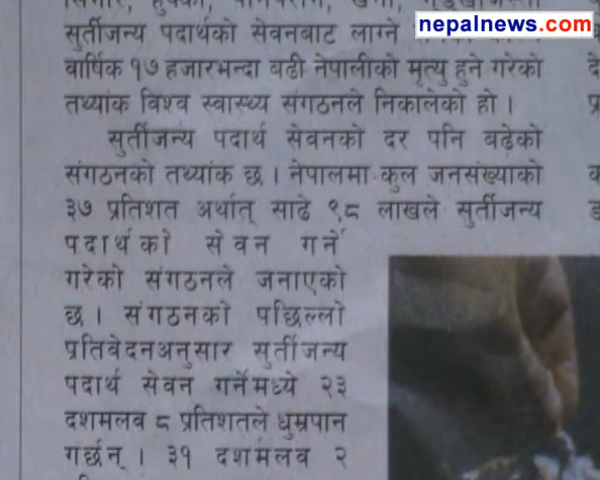 nepalnews.com
सुर्तीजन्य पदार्थको सेवनबाट लाग्ने
वार्षिक १७ हजारभन्दा बढी नेपालीको मृत्यु हुने गरेको
तथ्यांक विश्व स्वास्थ्य संगठनले निकालेको हो ।
सुर्तीजन्य पदार्थ सेवनको दर पनि बढेको
संगठनको तथ्यांक छ । नेपालमा कुल जनसंख्याको
३७ प्रतिशत अर्थात् साढे ९८ लाखले सुर्तीजन्य
पदार्थको सेवन गर्ने
गरेको संगठनले जनाएको
छ । संगठनको पछिल्लो
प्रतिवेदनअनुसार सुर्तीजन्य
पदार्थ सेवन गर्नेमध्ये २३
दशमलव ८ प्रतिशतले धुम्रपान
गर्छन् । ३१ दशमलव २